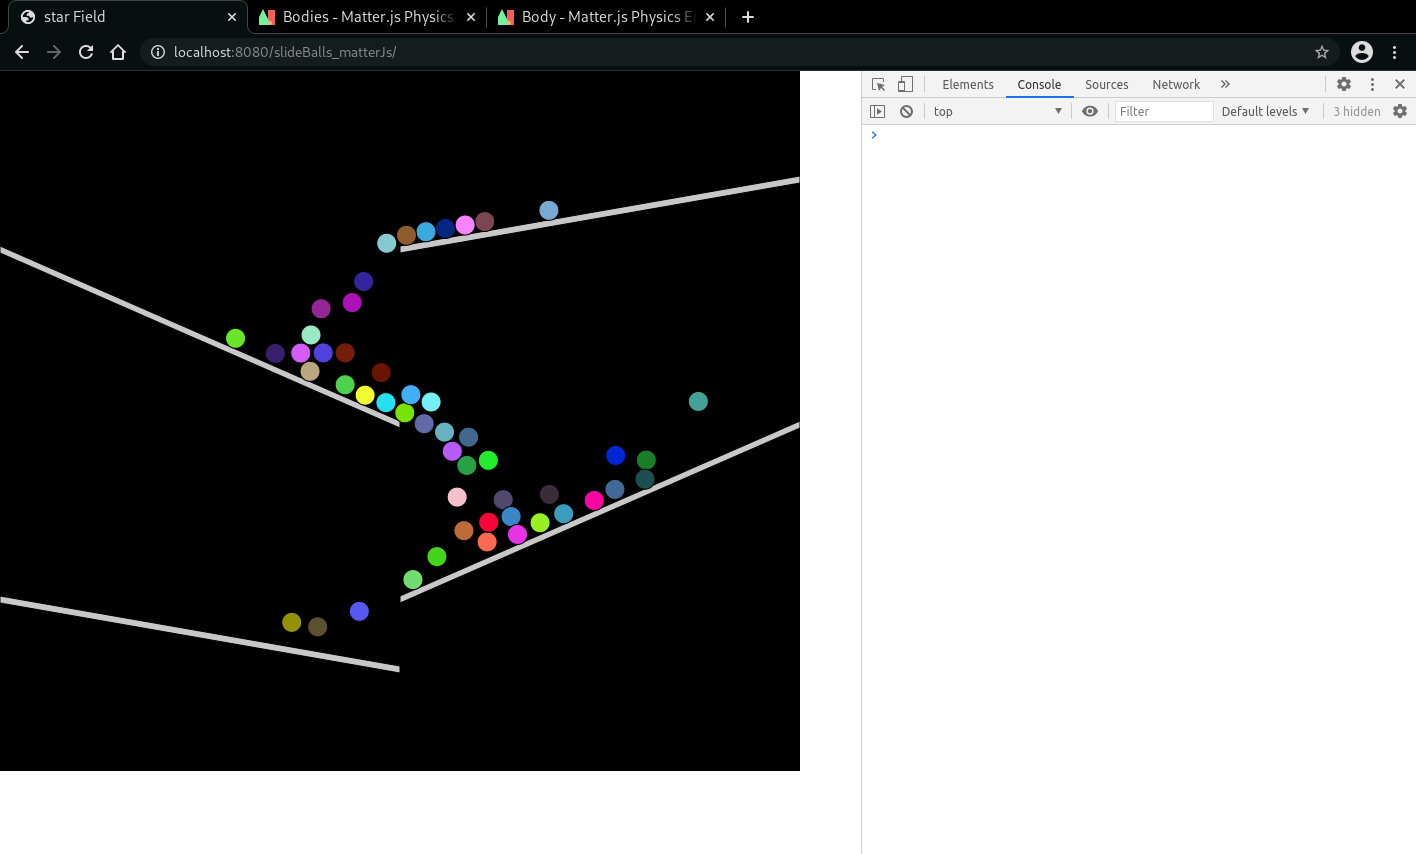 star Field
Bodies - Matter.js Physics
Body - Matter.js Physics E
localhost:8080/slideBalls_matterJs/
Elements Console Sources Network
top Filter Default levels 3 hidden